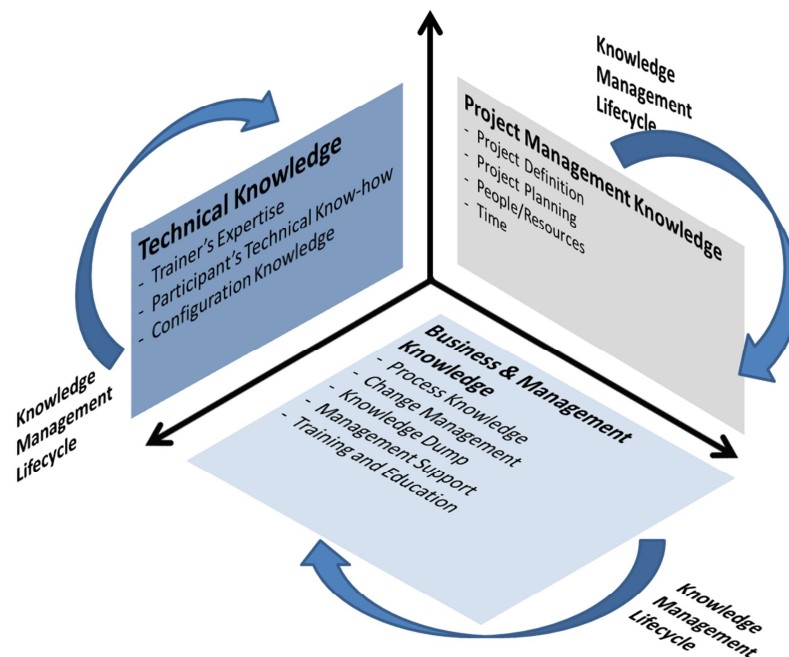 Technical Knowledge
- Trainer's Expertise
- Participant's Technical Know-how
- Configuration Knowledge
Knowledge
Management
Lifecycle
Project Management Knowledge
- Project Definition
- Project Planning
- People/Resources
- Time
Knowledge
Management
Lifecycle
Business & Management
Knowledge
- Process Knowledge
- Change Management
- Knowledge Dump
- Management Support
- Training and Education
Knowledge
Management
Lifecycle